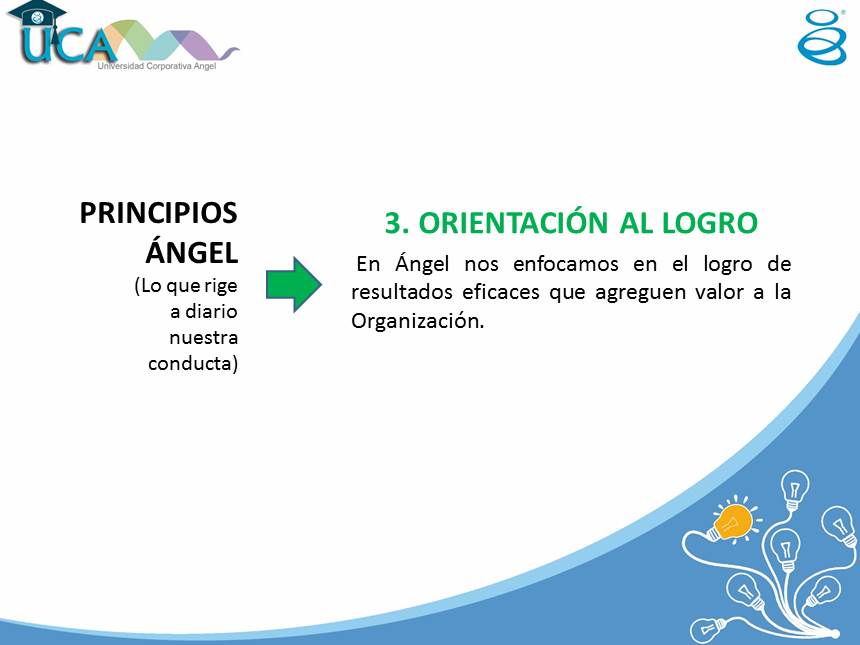 UCA
Universidad Corporativa Angel
®
PRINCIPIOS
ÁNGEL
(Lo que rige
a diario
nuestra
conducta)
3. ORIENTACIÓN AL LOGRO
En Ángel nos enfocamos en el logro de
resultados eficaces que agreguen valor a la
Organización.